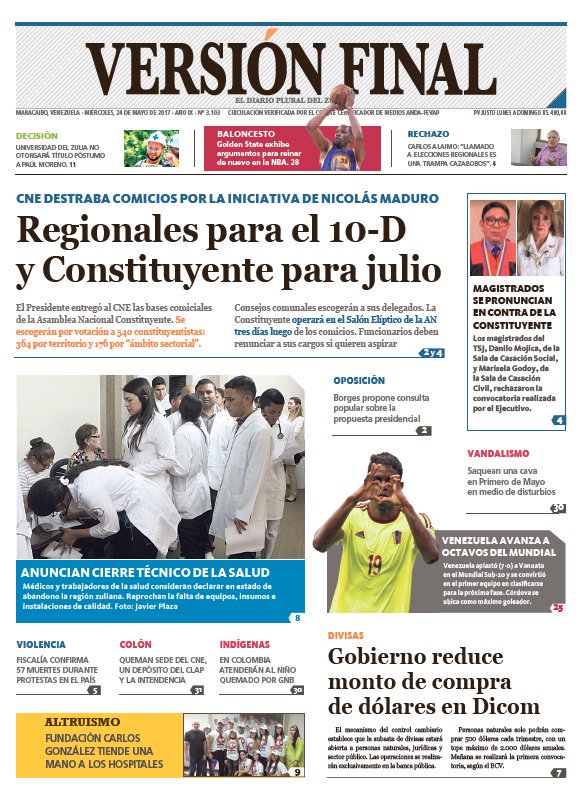 VERSIÓN FINAL
EL DIARIO PLURAL DEL ZU
MARACAIBO, VENEZUELA - MIÉRCOLES, 24 DE MAYO DE 2017 - AÑO IX - Nº 3.103
CIRCULACIÓN VERIFICADA POR EL COMITÉ CERTIFICADOR DE MEDIOS ANDA-FEVAP
PVJUSTO LUNES A DOMINGO BS. 400,00
DECISIÓN
UNIVERSIDAD DEL ZULIA NO
OTORGARÁ TÍTULO PÓSTUMO
A PAÚL MORENO. 11
BALONCESTO
Golden State exhibe
argumentos para reinar
de nuevo en la NBA. 28
RECHAZO
CARLOS ALAIMO: "LLAMADO
A ELECCIONES REGIONALES ES
UNA TRAMPA CAZABOBOS". 4
CNE DESTRABA COMICIOS POR LA INICIATIVA DE NICOLÁS MADURO
Regionales para el 10-D
y Constituyente para julio
El Presidente entregó al CNE las bases comiciales
de la Asamblea Nacional Constituyente. Se
escogerán por votación a 540 constituyentistas:
364 por territorio y 176 por "ámbito sectorial".
Consejos comunales escogerán a sus delegados. La
Constituyente operará en el Salón Elíptico de la AN
tres días luego de los comicios. Funcionarios deben
renunciar a sus cargos si quieren aspirar
2 y 4
MAGISTRADOS
SE PRONUNCIAN
EN CONTRA DE LA
CONSTITUYENTE
Los magistrados del
TSJ, Danilo Mojica, de la
Sala de Casación Social,
y Marisela Godoy, de
la Sala de Casación
Civil, rechazaron la
convocatoria realizada
por el Ejecutivo.
4
OPOSICIÓN
Borges propone consulta
popular sobre la
propuesta presidencial
2
VANDALISMO
Saquean una cava
en Primero de Mayo
en medio de disturbios
30
19
VENEZUELA AVANZA A
OCTAVOS DEL MUNDIAL
Venezuela aplastó (7-0) a Vanuatu
en el Mundial Sub-20 y se convirtió
en el primer equipo en clasificarse
para la próxima fase. Córdova se
ubica como máximo goleador.
25
ANUNCIAN CIERRE TÉCNICO DE LA SALUD
Médicos y trabajadores de la salud consideran declarar en estado de
abandono la región zuliana. Reprochan la falta de equipos, insumos e
instalaciones de calidad. Foto: Javier Plaza
8
VIOLENCIA
FISCALÍA CONFIRMA
57 MUERTES DURANTE
PROTESTAS EN EL PAÍS
5
COLÓN
QUEMAN SEDE DEL CNE,
UN DEPÓSITO DEL CLAP
Y LA INTENDENCIA
31
INDÍGENAS
EN COLOMBIA
ATENDERÁN AL NIÑO
QUEMADO POR GNB
30
ALTRUISMO
FUNDACIÓN CARLOS
GONZÁLEZ TIENDE UNA
MANO A LOS HOSPITALES
9
DIVISAS
Gobierno reduce
monto de compra
de dólares en Dicom
El mecanismo del control cambiario
establece que la subasta de divisas estará
abierta a personas naturales, jurídicas y
sector público. Las operaciones se realiza-
rán exclusivamente en la banca pública.
Personas naturales solo podrán com-
prar 500 dólares cada trimestre, con un
tope máximo de 2.000 dólares anuales.
Mañana se realizará la primera convoca-
toria, según el BCV.
7